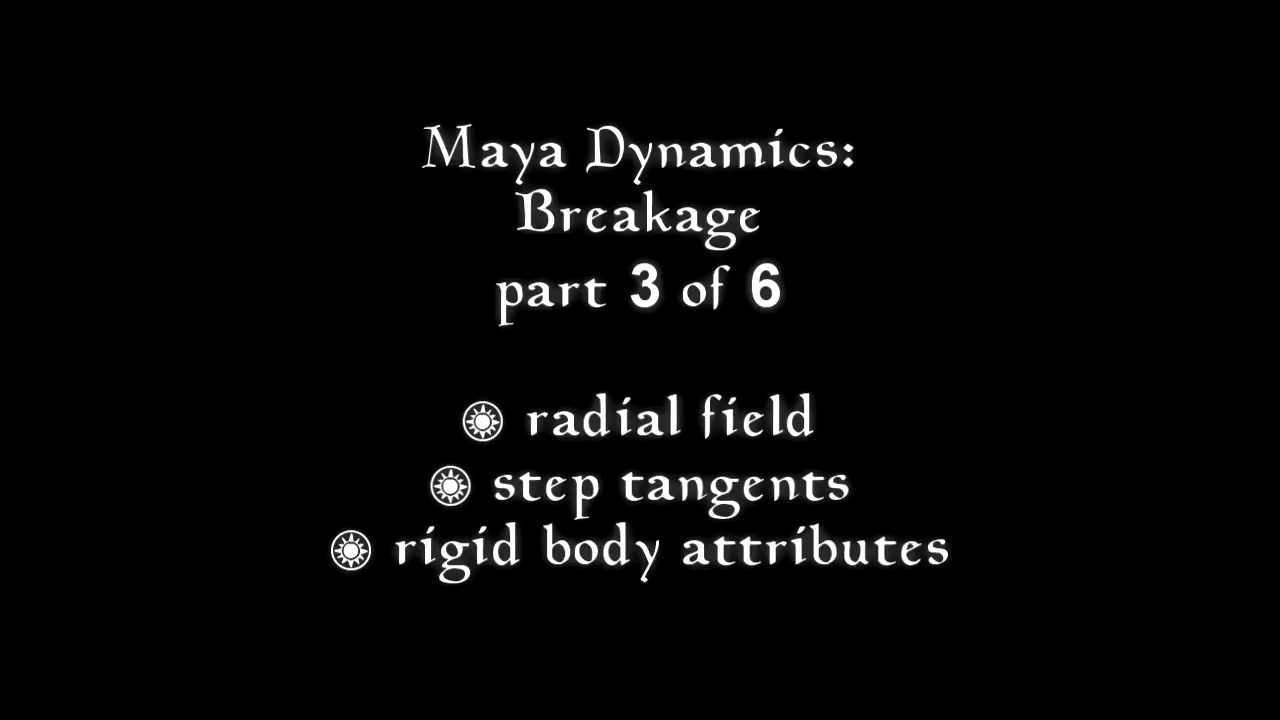 Maya Dynamics:
Breakage
part 3 of 6
radial field
step tangents
rigid body attributes